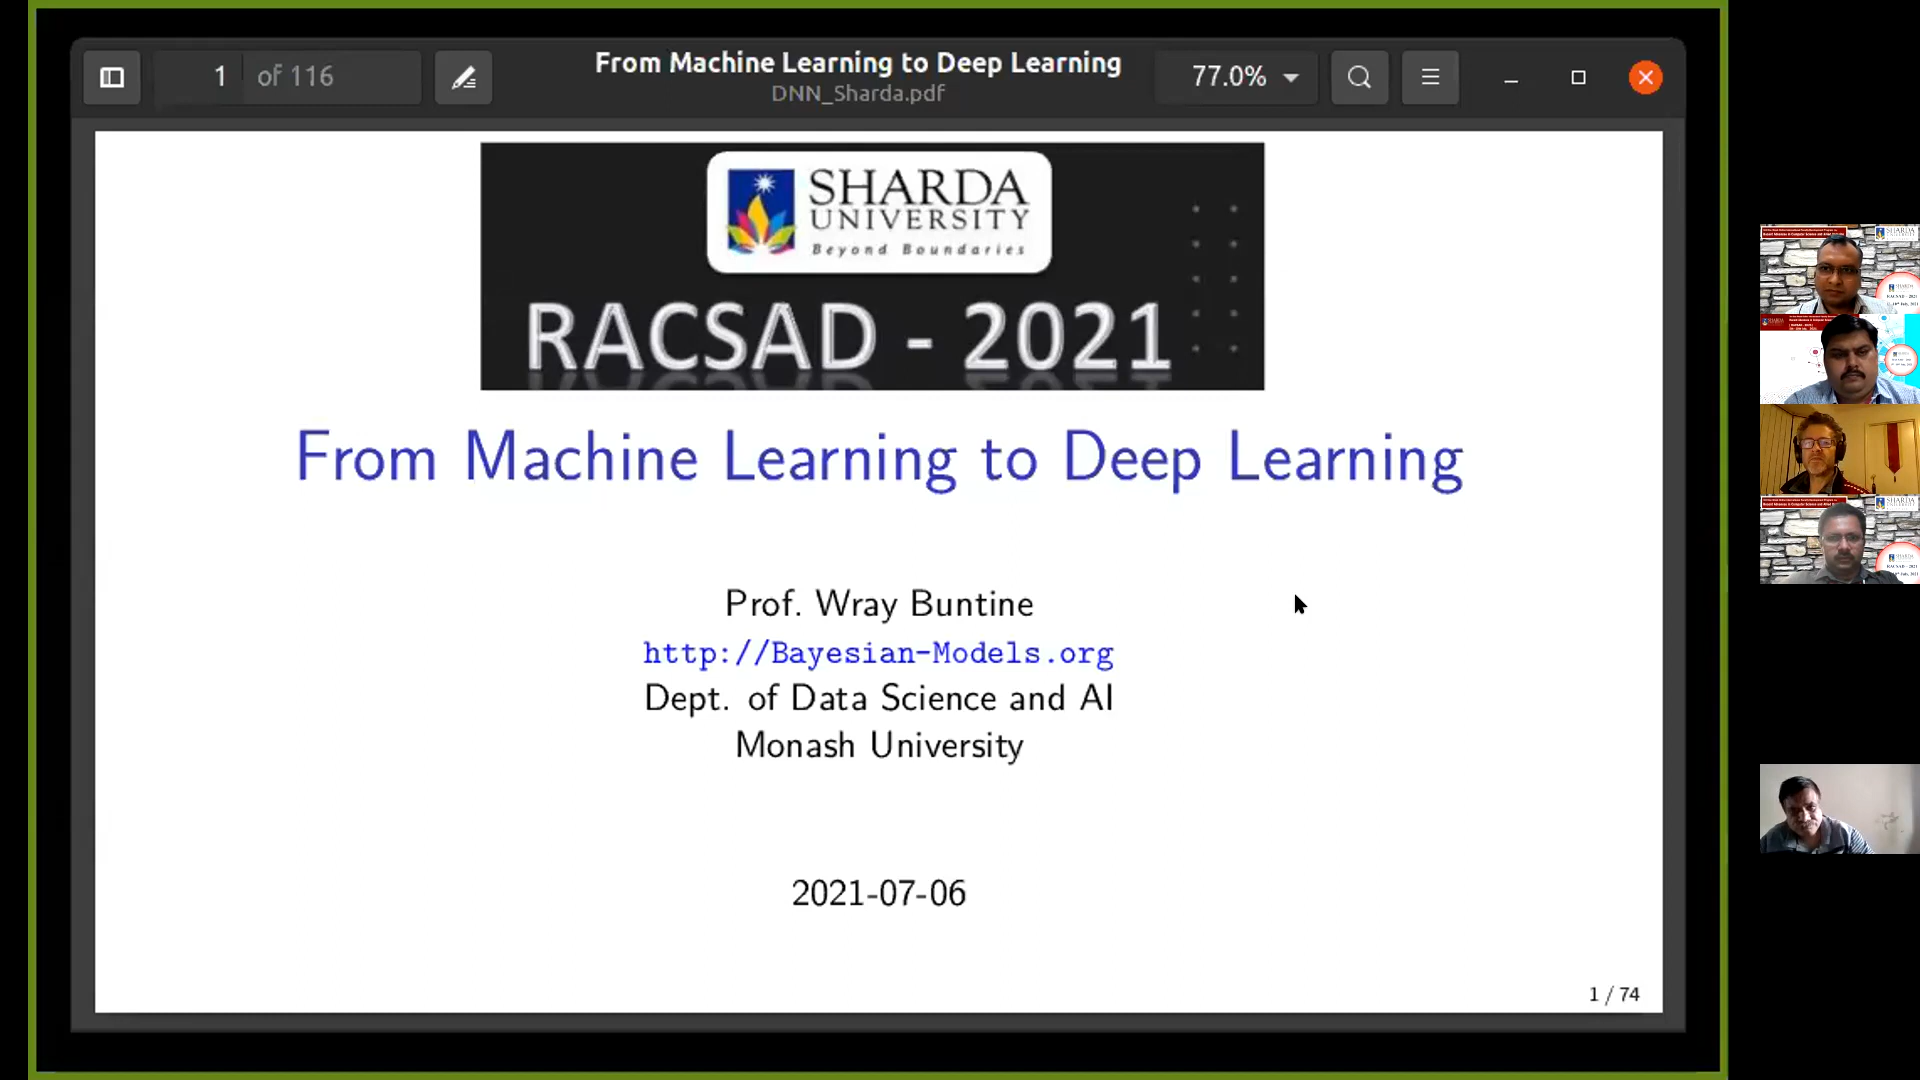 1 of 116
From Machine Learning to Deep Learning
DNN_Sharda.pdf
77.0%
SHARDA
UNIVERSITY
Beyond Boundaries
RACSAD - 2021
From Machine Learning to Deep Learning
Prof. Wray Buntine
http://Bayesian-Models.org
Dept. of Data Science and AI
Monash University
2021-07-06
1 / 74